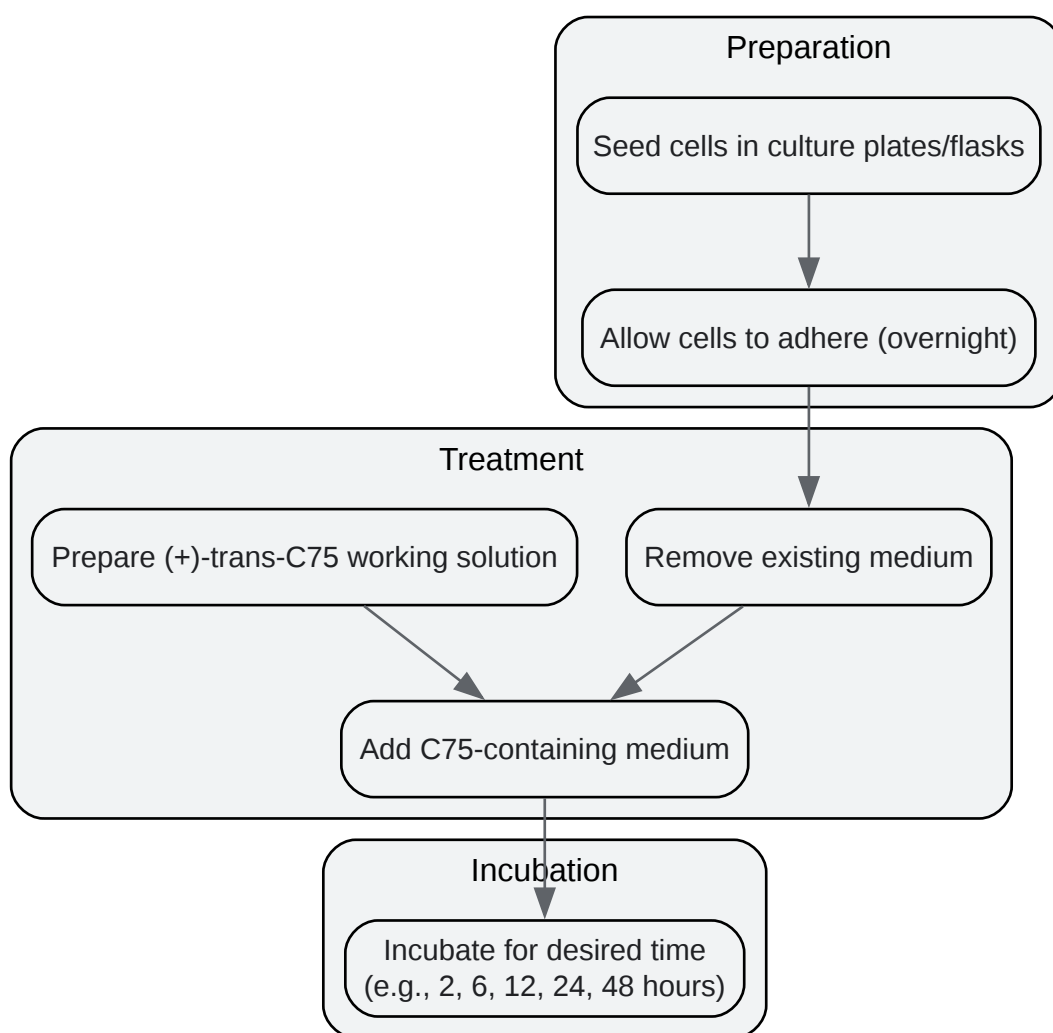 Preparation
Seed cells in culture plates/flasks
Allow cells to adhere (overnight)
Treatment
Prepare (+)-trans-C75 working solution
Remove existing medium
Add C75-containing medium
Incubation
Incubate for desired time
(e.g., 2, 6, 12, 24, 48 hours)